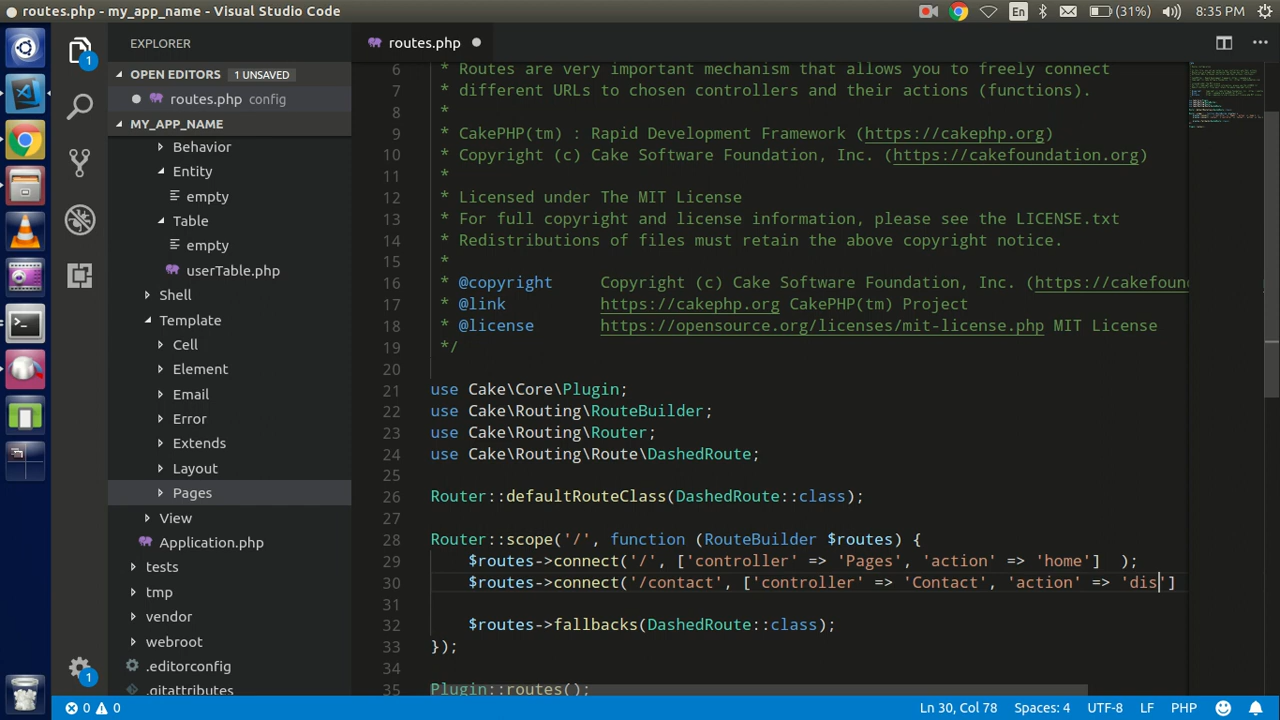 routes.php - my_app_name - Visual Studio Code
En
(31%)
8:35 PM
1
EXPLORER
OPEN EDITORS 1 UNSAVED
routes.php config
MY_APP_NAME
Behavior
Entity
empty
Table
empty
userTable.php
Shell
Template
Cell
Element
Email
Error
Extends
Layout
Pages
View
Application.php
tests
tmp
vendor
webroot
.editorconfig
.gitattributes
1
routes.php
6 * Routes are very important mechanism that allows you to freely connect
7 * different URLs to chosen controllers and their actions (functions).
8 *
9 * CakePHP(tm) : Rapid Development Framework (https://cakephp.org)
10 * Copyright (c) Cake Software Foundation, Inc. (https://cakefoundation.org)
11 *
12 * Licensed under The MIT License
13 * For full copyright and license information, please see the LICENSE.txt
14 * Redistributions of files must retain the above copyright notice.
15 *
16 * @copyright Copyright (c) Cake Software Foundation, Inc. (https://cakefoun
17 * @link https://cakephp.org CakePHP(tm) Project
18 * @license https://opensource.org/licenses/mit-license.php MIT License
19 */
20
21 use Cake\Core\Plugin;
22 use Cake\Routing\RouteBuilder;
23 use Cake\Routing\Router;
24 use Cake\Routing\Route\DashedRoute;
25
26 Router::defaultRouteClass(DashedRoute::class);
27
28 Router::scope('/', function (RouteBuilder $routes) {
29 $routes->connect('/', ['controller' => 'Pages', 'action' => 'home'] );
30 $routes->connect('/contact', ['controller' => 'Contact', 'action' => 'dis']
31
32 $routes->fallbacks(DashedRoute::class);
33 });
34
35 Plugin::routes();
0 0
Ln 30, Col 78
Spaces: 4
UTF-8
LF
PHP